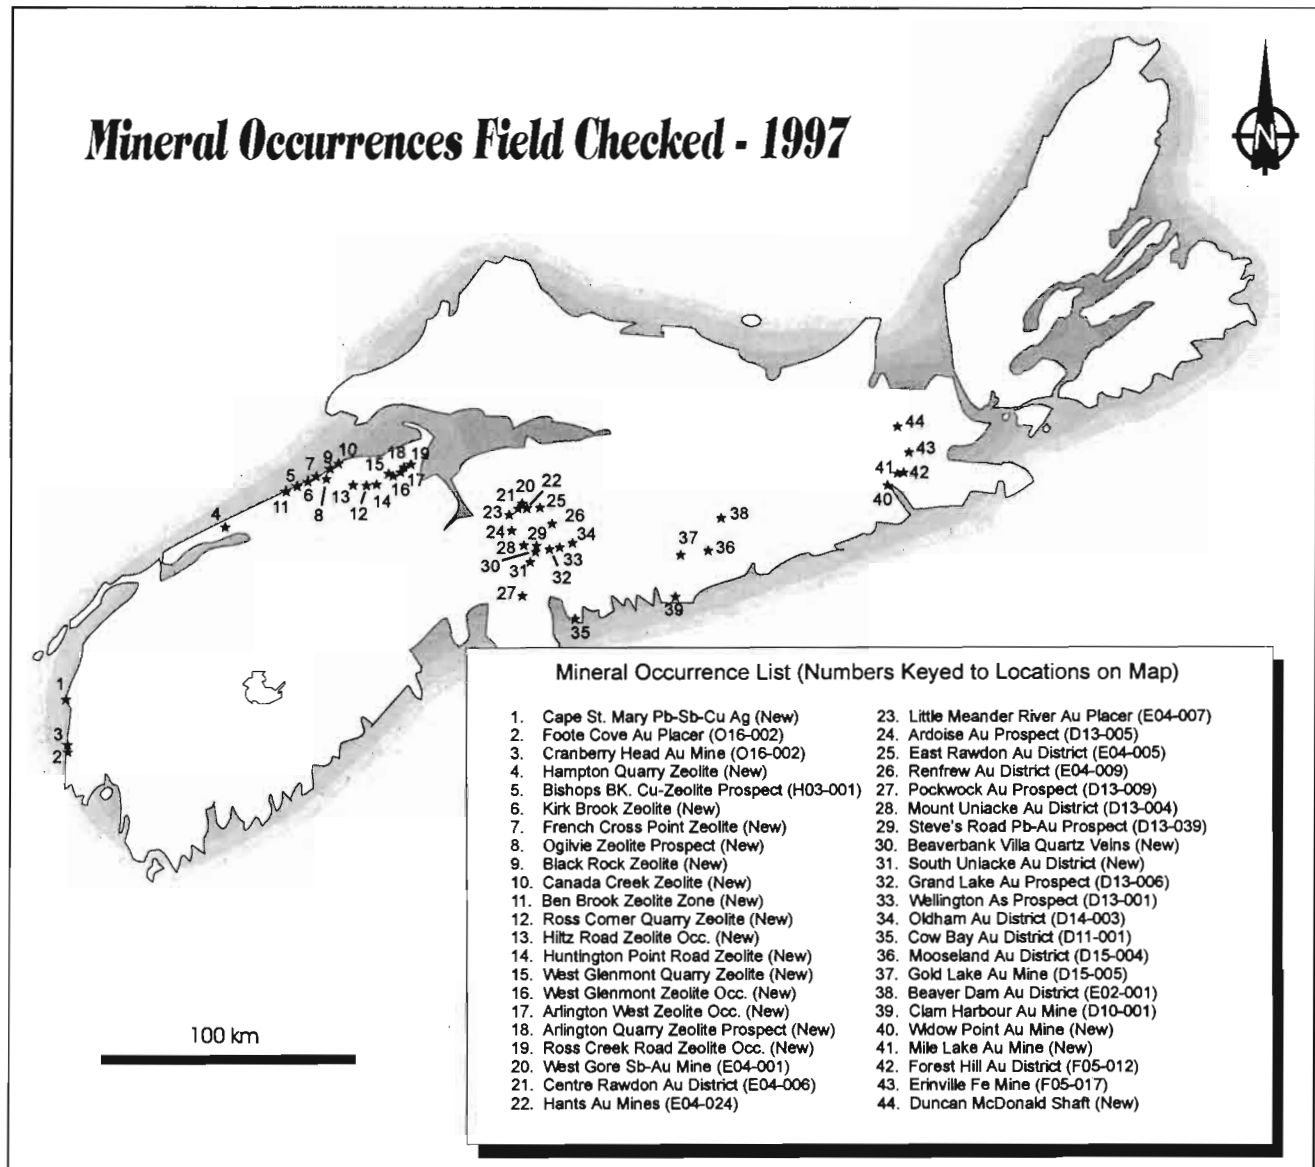 Mineral Occurrences Field Checked - 1997
N
44
43
41
42
40
10
9
7
5
6
11
8
4
18
19
15
17
16
13
14
12
20
22
21
25
23
26
24
29
34
28
33
30
32
31
27
35
38
37
36
39
1
3
2
100 km
Mineral Occurrence List (Numbers Keyed to Locations on Map)
1. Cape St. Mary Pb-Sb-Cu Ag (New)
2. Foote Cove Au Placer (O16-002)
3. Cranberry Head Au Mine (O16-002)
4. Hampton Quarry Zeolite (New)
5. Bishops BK. Cu-Zeolite Prospect (H03-001)
6. Kirk Brook Zeolite (New)
7. French Cross Point Zeolite (New)
8. Ogilvie Zeolite Prospect (New)
9. Black Rock Zeolite (New)
10. Canada Creek Zeolite (New)
11. Ben Brook Zeolite Zone (New)
12. Ross Corner Quarry Zeolite (New)
13. Hiltz Road Zeolite Occ. (New)
14. Huntington Point Road Zeolite (New)
15. West Glenmont Quarry Zeolite (New)
16. West Glenmont Zeolite Occ. (New)
17. Arlington West Zeolite Occ. (New)
18. Arlington Quarry Zeolite Prospect (New)
19. Ross Creek Road Zeolite Occ. (New)
20. West Gore Sb-Au Mine (E04-001)
21. Centre Rawdon Au District (E04-006)
22. Hants Au Mines (E04-024)
23. Little Meander River Au Placer (E04-007)
24. Ardoise Au Prospect (D13-005)
25. East Rawdon Au District (E04-005)
26. Renfrew Au District (E04-009)
27. Pockwock Au Prospect (D13-009)
28. Mount Uniacke Au District (D13-004)
29. Steve's Road Pb-Au Prospect (D13-039)
30. Beaverbank Villa Quartz Veins (New)
31. South Uniacke Au District (New)
32. Grand Lake Au Prospect (D13-006)
33. Wellington As Prospect (D13-001)
34. Oldham Au District (D14-003)
35. Cow Bay Au District (D11-001)
36. Mooseland Au District (D15-004)
37. Gold Lake Au Mine (D15-005)
38. Beaver Dam Au District (E02-001)
39. Clam Harbour Au Mine (D10-001)
40. Widow Point Au Mine (New)
41. Mile Lake Au Mine (New)
42. Forest Hill Au District (F05-012)
43. Erinville Fe Mine (F05-017)
44. Duncan McDonald Shaft (New)